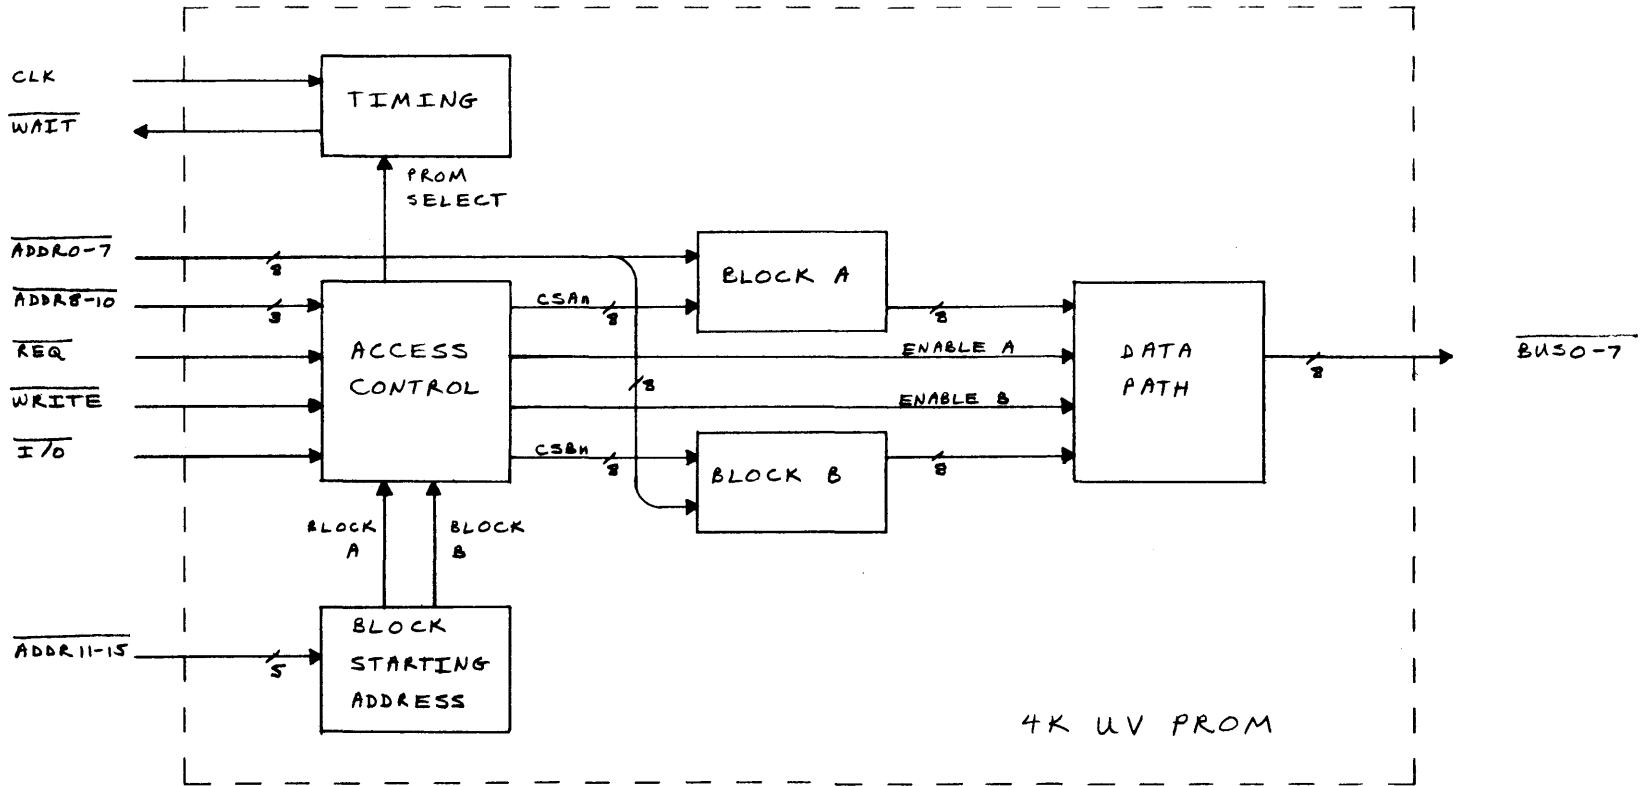 CLK
TIMING
WAIT
PROM
SELECT
ADDR0-7
8
BLOCK A
ADDR8-10
3
CSAn
8
8
REQ
ACCESS
CONTROL
ENABLE A
DATA
PATH
8
BUS0-7
8
WRITE
ENABLE B
I/O
CSBn
8
BLOCK B
8
BLOCK
A
BLOCK
B
ADDR11-15
5
BLOCK
STARTING
ADDRESS
4K UV PROM